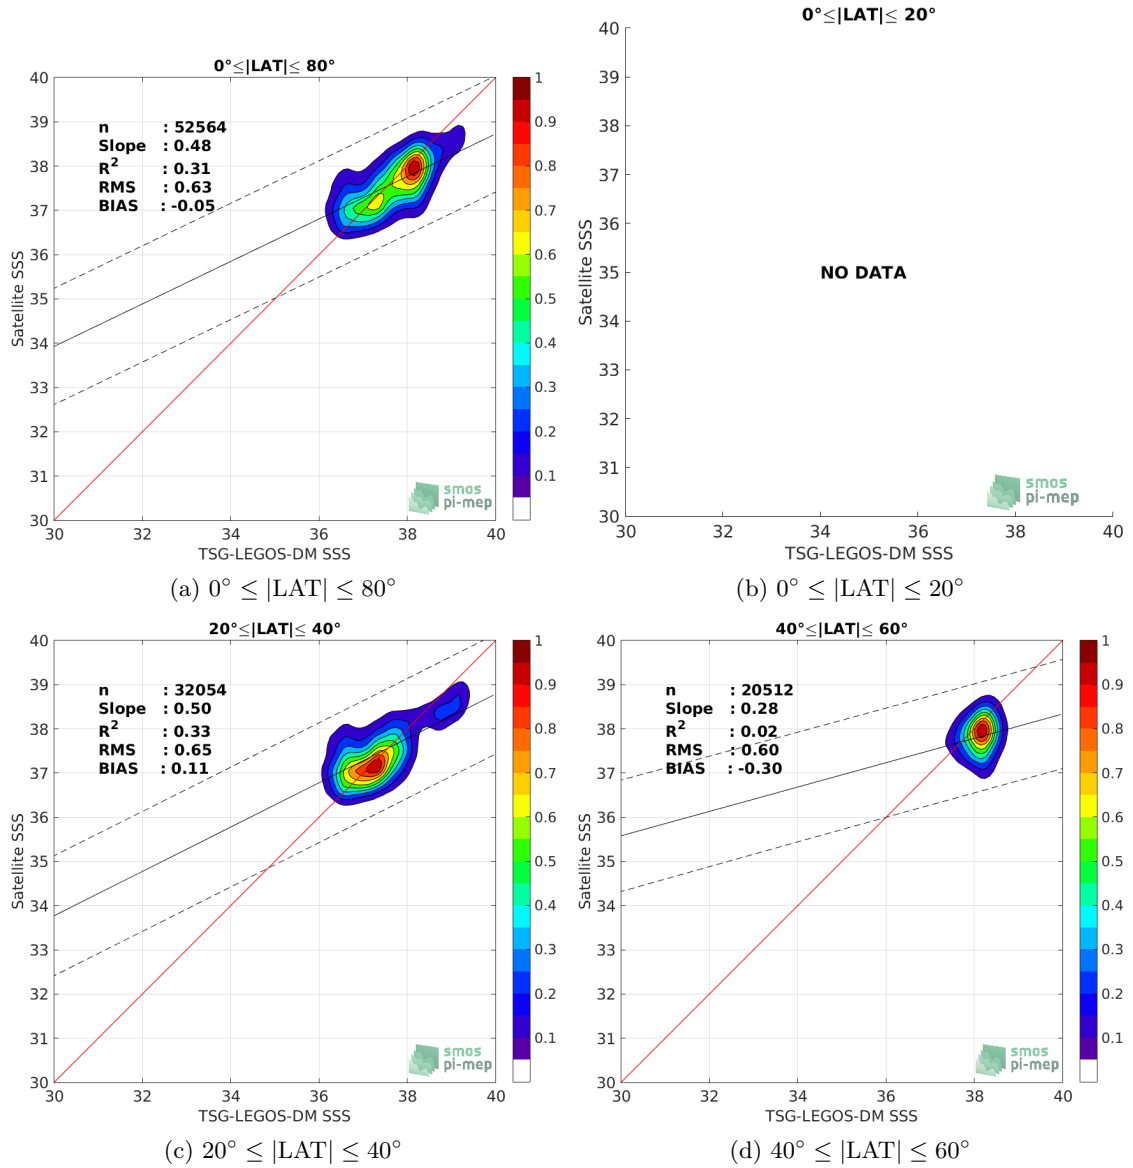 0°≤|LAT|≤ 80°
40
39
38
37
36
35
34
33
32
31
30
Satellite SSS
n : 52564
Slope : 0.48
R² : 0.31
RMS : 0.63
BIAS : -0.05
1
0.9
0.8
0.7
0.6
0.5
0.4
0.3
0.2
0.1
smos
pi-mep
30 32 34 36 38 40
TSG-LEGOS-DM SSS
(a) 0° ≤ |LAT| ≤ 80°
0°≤|LAT|≤ 20°
40
39
38
37
36
35
34
33
32
31
30
Satellite SSS
NO DATA
smos
pi-mep
30 32 34 36 38 40
TSG-LEGOS-DM SSS
(b) 0° ≤ |LAT| ≤ 20°
20°≤|LAT|≤ 40°
40
39
38
37
36
35
34
33
32
31
30
Satellite SSS
n : 32054
Slope : 0.50
R² : 0.33
RMS : 0.65
BIAS : 0.11
1
0.9
0.8
0.7
0.6
0.5
0.4
0.3
0.2
0.1
smos
pi-mep
30 32 34 36 38 40
TSG-LEGOS-DM SSS
(c) 20° ≤ |LAT| ≤ 40°
40°≤|LAT|≤ 60°
40
39
38
37
36
35
34
33
32
31
30
Satellite SSS
n : 20512
Slope : 0.28
R² : 0.02
RMS : 0.60
BIAS : -0.30
1
0.9
0.8
0.7
0.6
0.5
0.4
0.3
0.2
0.1
smos
pi-mep
30 32 34 36 38 40
TSG-LEGOS-DM SSS
(d) 40° ≤ |LAT| ≤ 60°